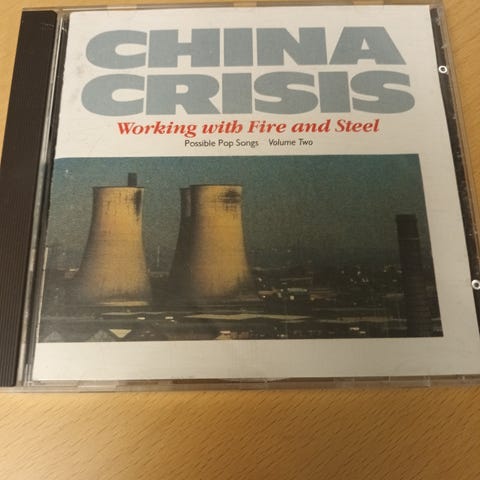 CHINA
CRISIS
Working with Fire and Steel
Possible Pop Songs Volume Two